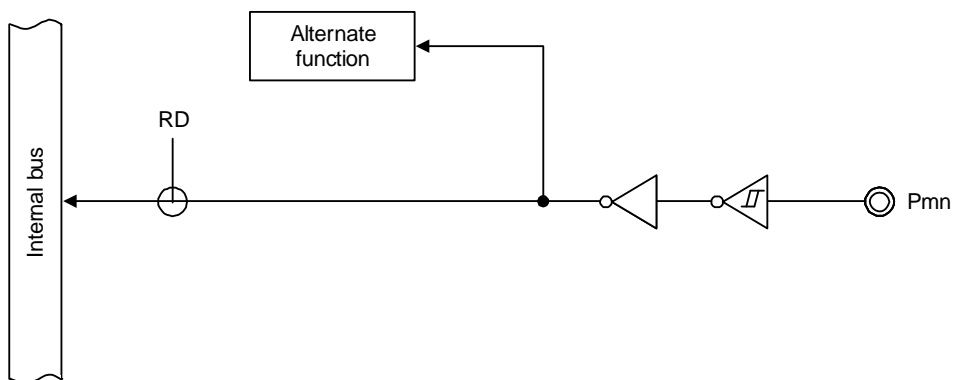 Alternate
function
RD
Internal bus
Pmn